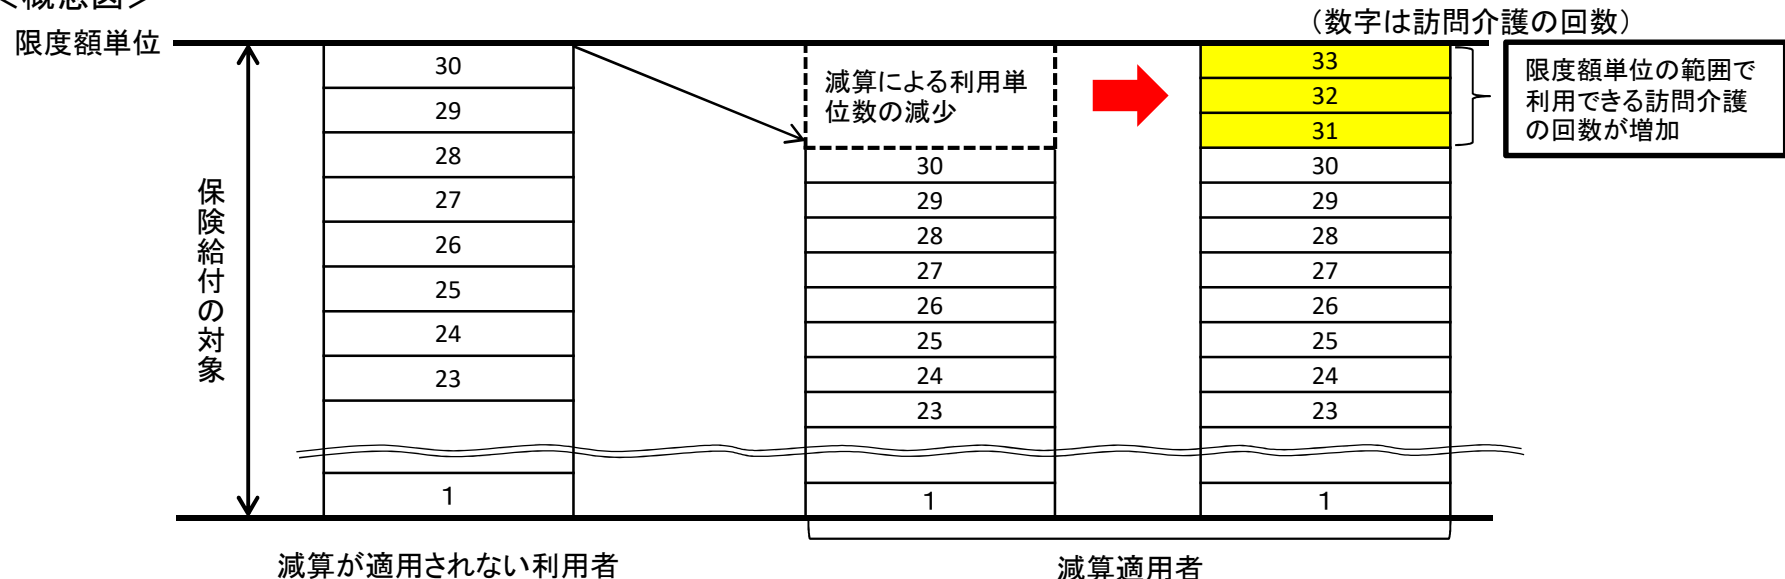 ＜概念図＞
（数字は訪問介護の回数）
限度額単位
保険給付の対象
30
29
28
27
26
25
24
23
1
減算による利用単
位数の減少
30
29
28
27
26
25
24
23
1
33
32
31
30
29
28
27
26
25
24
23
1
限度額単位の範囲で
利用できる訪問介護
の回数が増加
減算が適用されない利用者
減算適用者